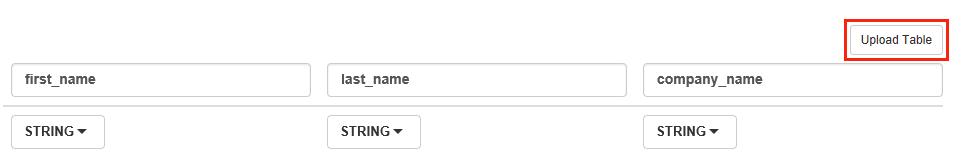 Upload Table
first_name last_name company_name
STRING STRING STRING